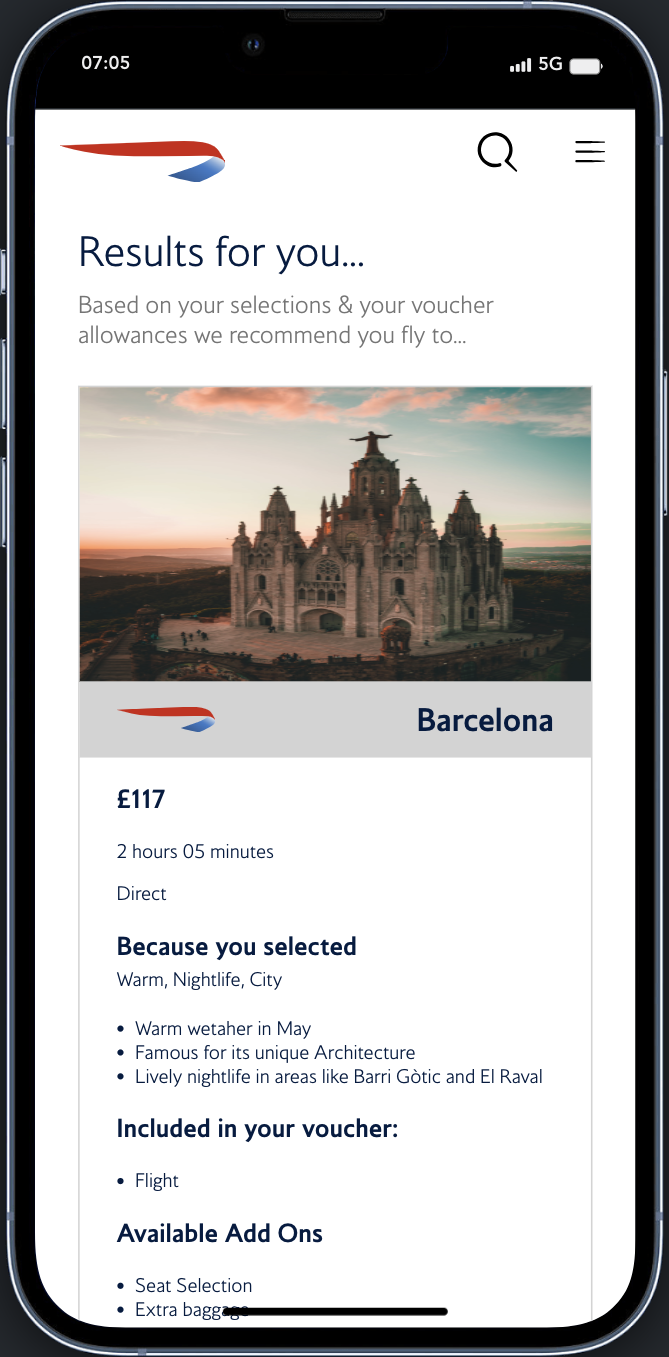 07:05 5G
Results for you...
Based on your selections & your voucher
allowances we recommend you fly to...
Barcelona
£117
2 hours 05 minutes
Direct
Because you selected
Warm, Nightlife, City
• Warm wetaher in May
• Famous for its unique Architecture
• Lively nightlife in areas like Barri Gòtic and El Raval
Included in your voucher:
• Flight
Available Add Ons
• Seat Selection
• Extra baggage